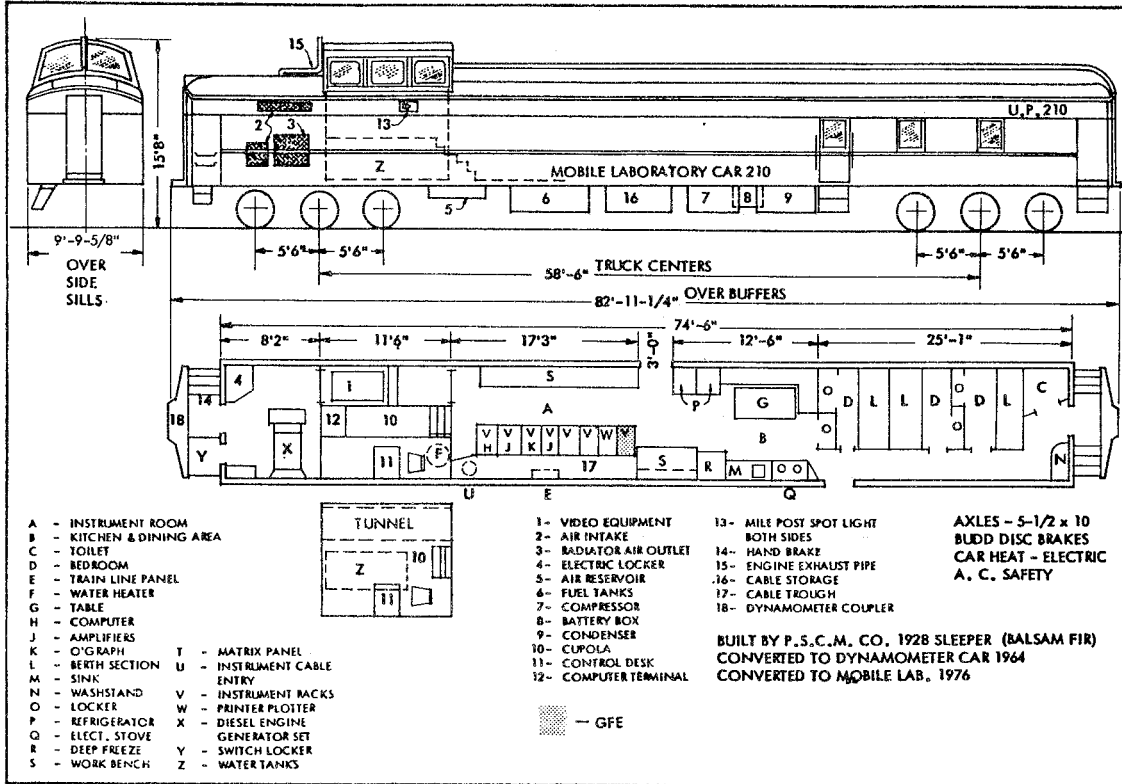 15
2
3
13
U.P. 210
15'8"
Z
MOBILE LABORATORY CAR 210
5
6
16
7
8
9
9'-9-5/8"
OVER
SIDE
SILLS
5'6"
5'6"
5'6"
5'6"
58'-6" TRUCK CENTERS
82'-11-1/4" OVER BUFFERS
74'-6"
8'2"
11'6"
17'3"
3'-0"
12'-6"
25'-1"
4
14
1
S
P
G
D
L
L
D
D
L
C
18
12
10
A
O
O
O
O
B
Y
X
11
F
V V V V V V W V
H J K J
17
S
R
M
N
U
E
Q
TUNNEL
10
Z
11
A - INSTRUMENT ROOM
B - KITCHEN & DINING AREA
C - TOILET
D - BEDROOM
E - TRAIN LINE PANEL
F - WATER HEATER
G - TABLE
H - COMPUTER
J - AMPLIFIERS
K - O'GRAPH
L - BERTH SECTION
M - SINK
N - WASHSTAND
O - LOCKER
P - REFRIGERATOR
Q - ELECT. STOVE
R - DEEP FREEZE
S - WORK BENCH
T - MATRIX PANEL
U - INSTRUMENT CABLE
ENTRY
V - INSTRUMENT RACKS
W - PRINTER PLOTTER
X - DIESEL ENGINE
GENERATOR SET
Y - SWITCH LOCKER
Z - WATER TANKS
1- VIDEO EQUIPMENT
2- AIR INTAKE
3- RADIATOR AIR OUTLET
4- ELECTRIC LOCKER
5- AIR RESERVOIR
6- FUEL TANKS
7- COMPRESSOR
8- BATTERY BOX
9- CONDENSER
10- CUPOLA
11- CONTROL DESK
12- COMPUTER TERMINAL
13- MILE POST SPOT LIGHT
BOTH SIDES
14- HAND BRAKE
15- ENGINE EXHAUST PIPE
16- CABLE STORAGE
17- CABLE TROUGH
18- DYNAMOMETER COUPLER
AXLES - 5-1/2 x 10
BUDD DISC BRAKES
CAR HEAT - ELECTRIC
A. C. SAFETY
BUILT BY P.S.C.M. CO. 1928 SLEEPER (BALSAM FIR)
CONVERTED TO DYNAMOMETER CAR 1964
CONVERTED TO MOBILE LAB. 1976
- GFE